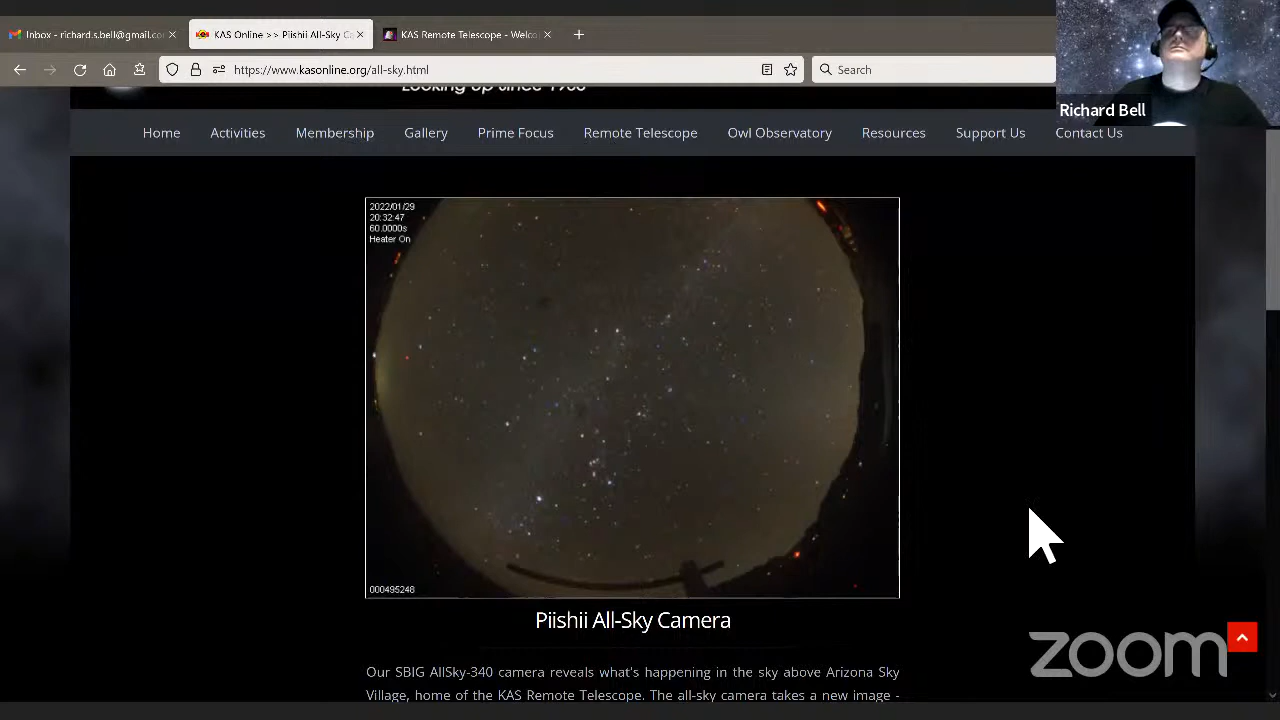 Inbox - richard.s.bell@gmail.co
KAS Online >> Piishii All-Sky C
KAS Remote Telescope - Welco
https://www.kasonline.org/all-sky.html
Search
Richard Bell
Looking up since 1936
Home Activities Membership Gallery Prime Focus Remote Telescope Owl Observatory Resources Support Us Contact Us
2022/01/29
20:32:47
60.0000s
Heater On
000495248
Piishii All-Sky Camera
Our SBIG AllSky-340 camera reveals what's happening in the sky above Arizona Sky
Village, home of the KAS Remote Telescope. The all-sky camera takes a new image -
zoom